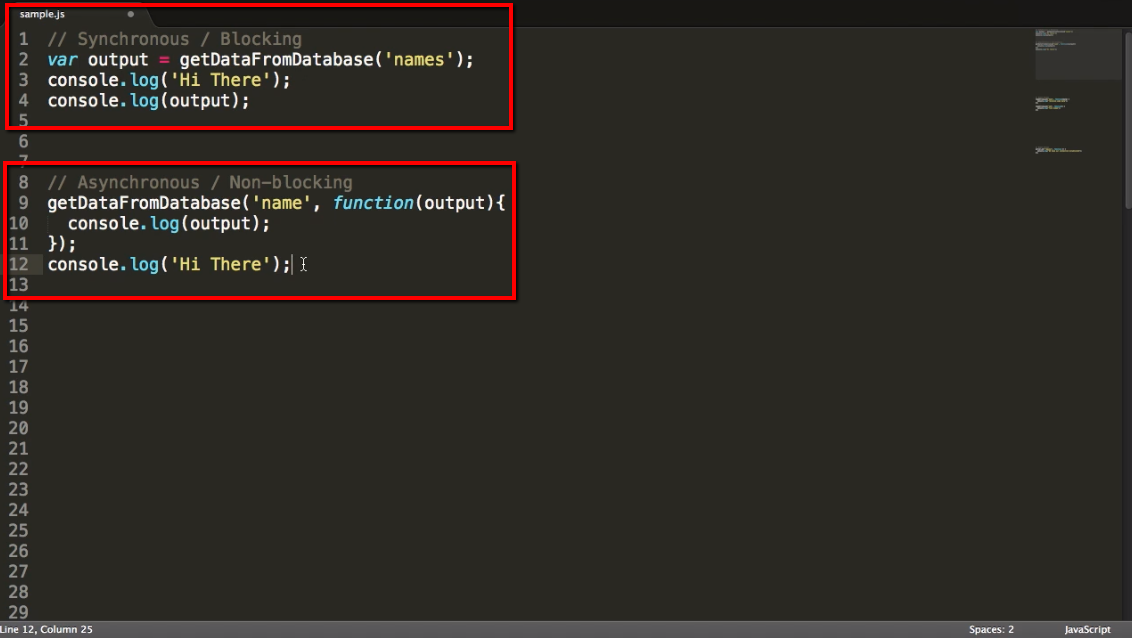 sample.js
1 // Synchronous / Blocking
2 var output = getDataFromDatabase('names');
3 console.log('Hi There');
4 console.log(output);
5
6
7
8 // Asynchronous / Non-blocking
9 getDataFromDatabase('name', function(output){
10   console.log(output);
11 });
12 console.log('Hi There');
13
14
15
16
17
18
19
20
21
22
23
24
25
26
27
28
29
Line 12, Column 25 Spaces: 2 JavaScript